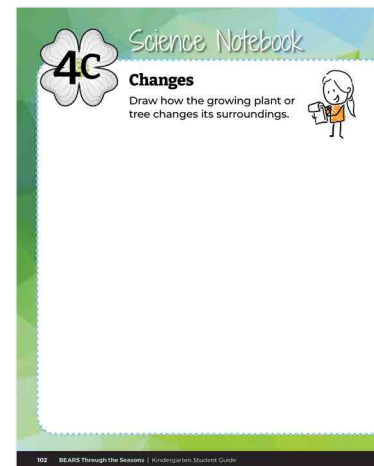 Science Notebook
4C
Changes
Draw how the growing plant or
tree changes its surroundings.
102 BEARS Through the Seasons | Kindergarten Student Guide